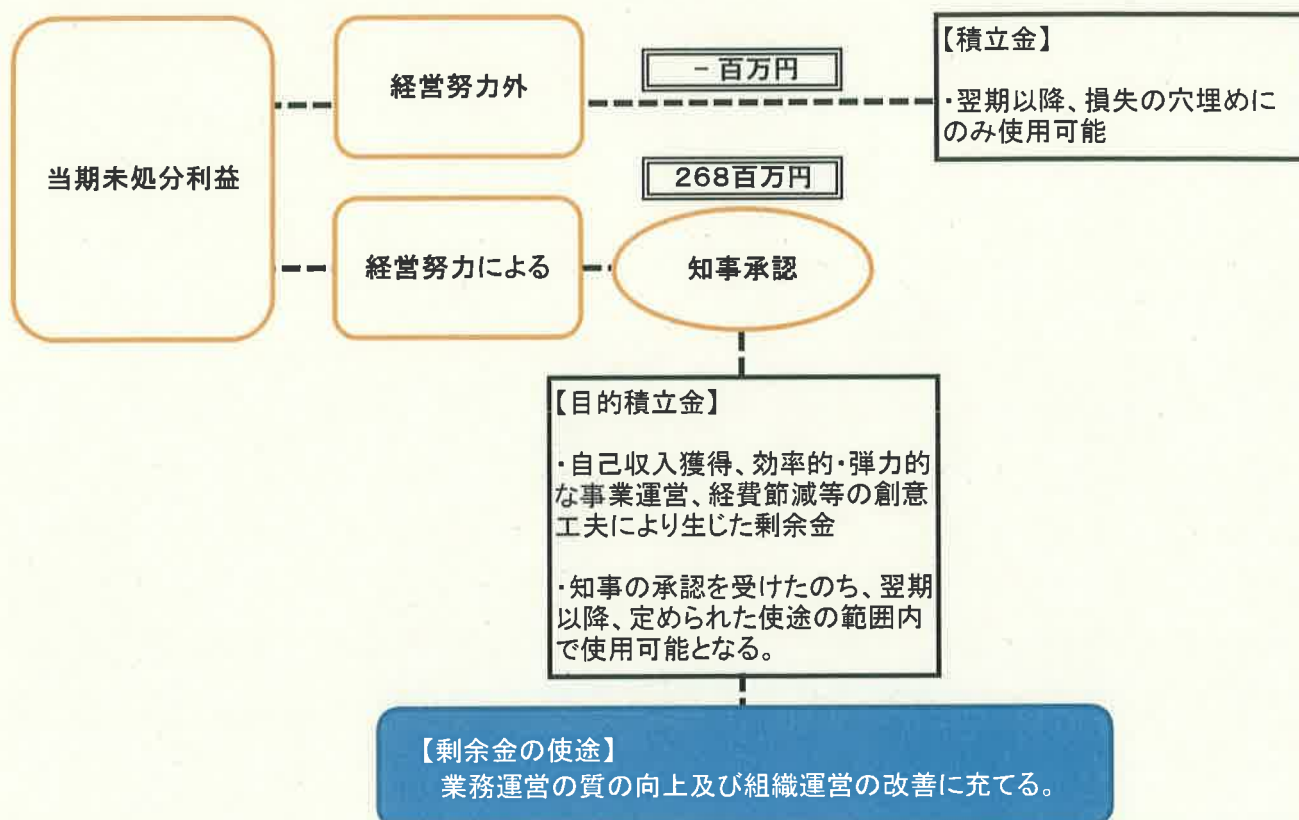 当期未処分利益
経営努力外
－百万円
【積立金】
・翌期以降、損失の穴埋めに
のみ使用可能
経営努力による
268百万円
知事承認
【目的積立金】
・自己収入獲得、効率的・弾力的
な事業運営、経費節減等の創意
工夫により生じた剰余金
・知事の承認を受けたのち、翌期
以降、定められた使途の範囲内
で使用可能となる。
【剰余金の使途】
業務運営の質の向上及び組織運営の改善に充てる。